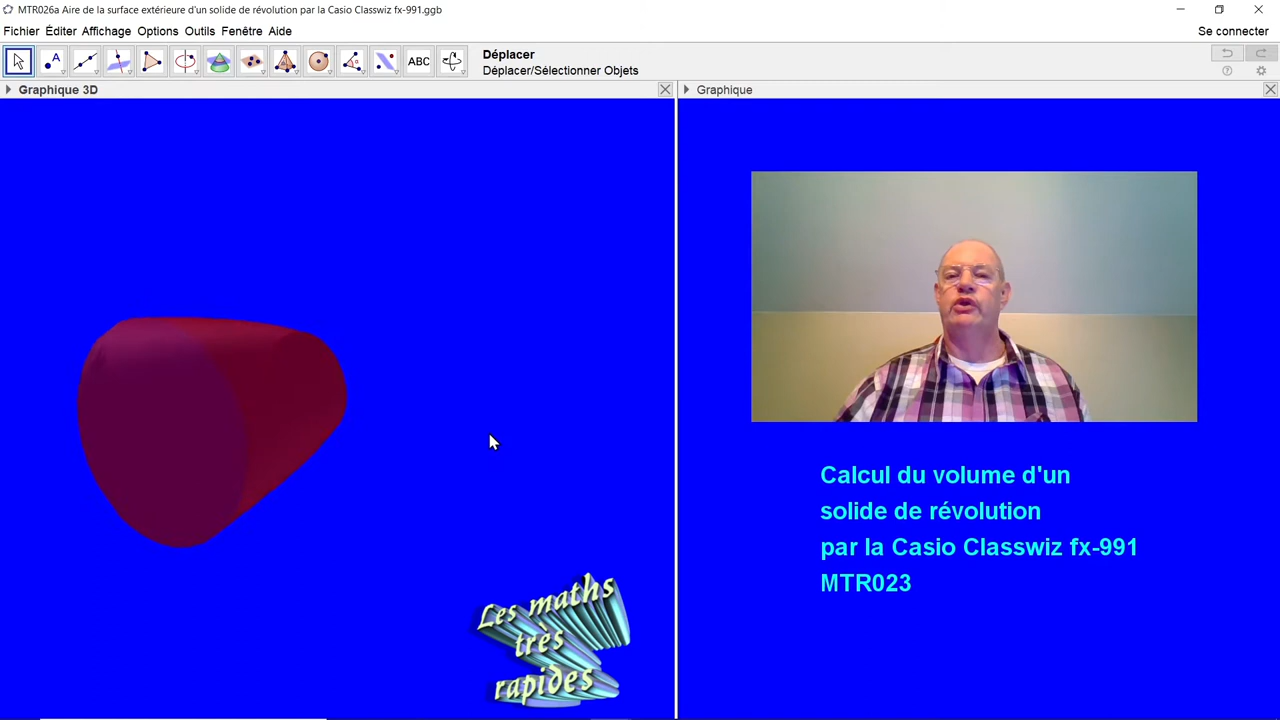 MTR026a Aire de la surface extérieure d'un solide de révolution par la Casio Classwiz fx-991.ggb
Fichier Éditer Affichage Options Outils Fenêtre Aide
Se connecter
A
ABC
Déplacer
Déplacer/Sélectionner Objets
Graphique 3D
Graphique
Calcul du volume d'un
solide de révolution
par la Casio Classwiz fx-991
MTR023
Les maths
très
rapides